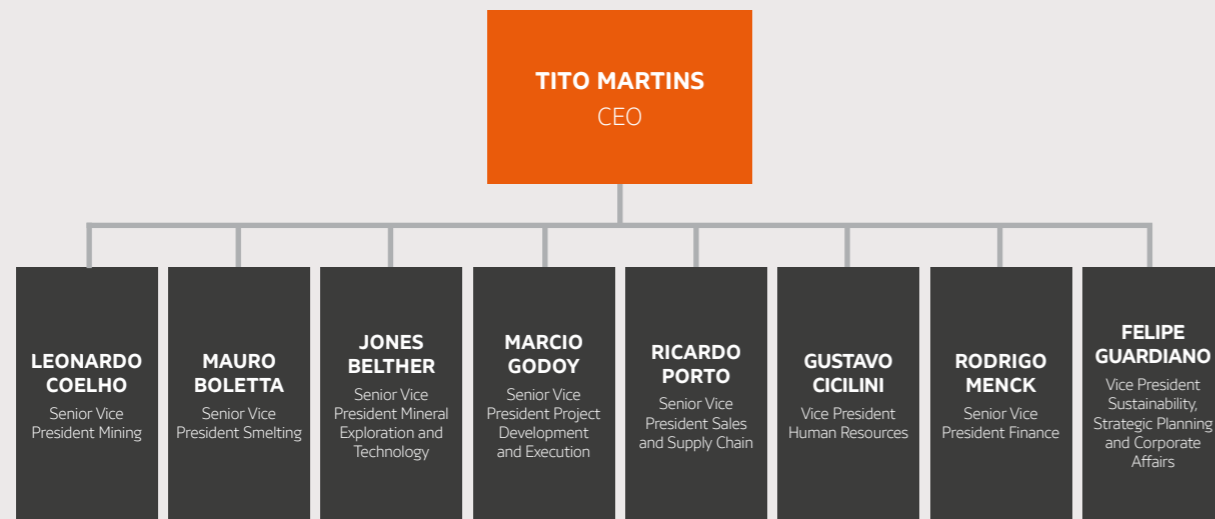 TITO MARTINS
CEO
LEONARDO
COELHO
Senior Vice
President Mining
MAURO
BOLETTA
Senior Vice
President Smelting
JONES
BELTHER
Senior Vice
President Mineral
Exploration and
Technology
MARCIO
GODOY
Senior Vice
President Project
Development
and Execution
RICARDO
PORTO
Senior Vice
President Sales
and Supply Chain
GUSTAVO
CICILINI
Vice President
Human Resources
RODRIGO
MENCK
Senior Vice
President Finance
FELIPE
GUARDIANO
Vice President
Sustainability,
Strategic Planning
and Corporate
Affairs